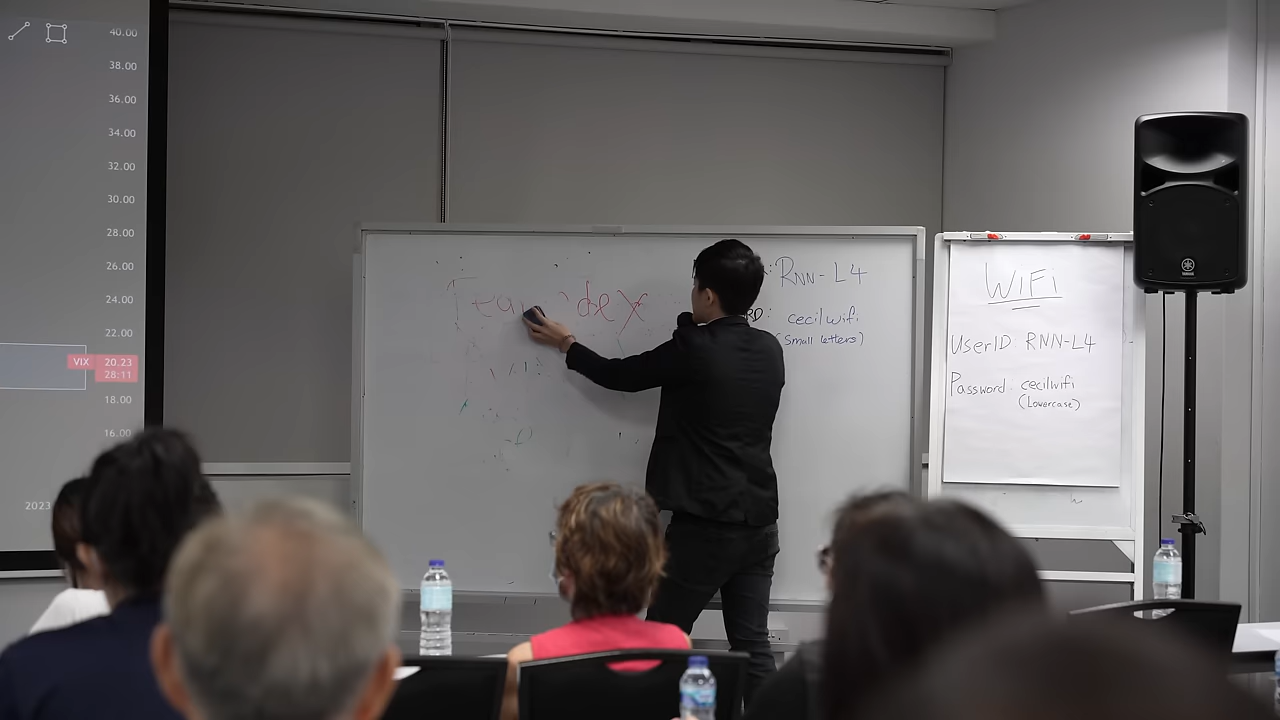 40.00
38.00
36.00
34.00
32.00
30.00
28.00
26.00
24.00
22.00
VIX 20.23
28:11
18.00
16.00
2023
RNN-L4
cecilwifi
(Small letters)
WiFi
UserID: RNN-L4
Password: cecilwifi
(Lowercase)
YAMAHA